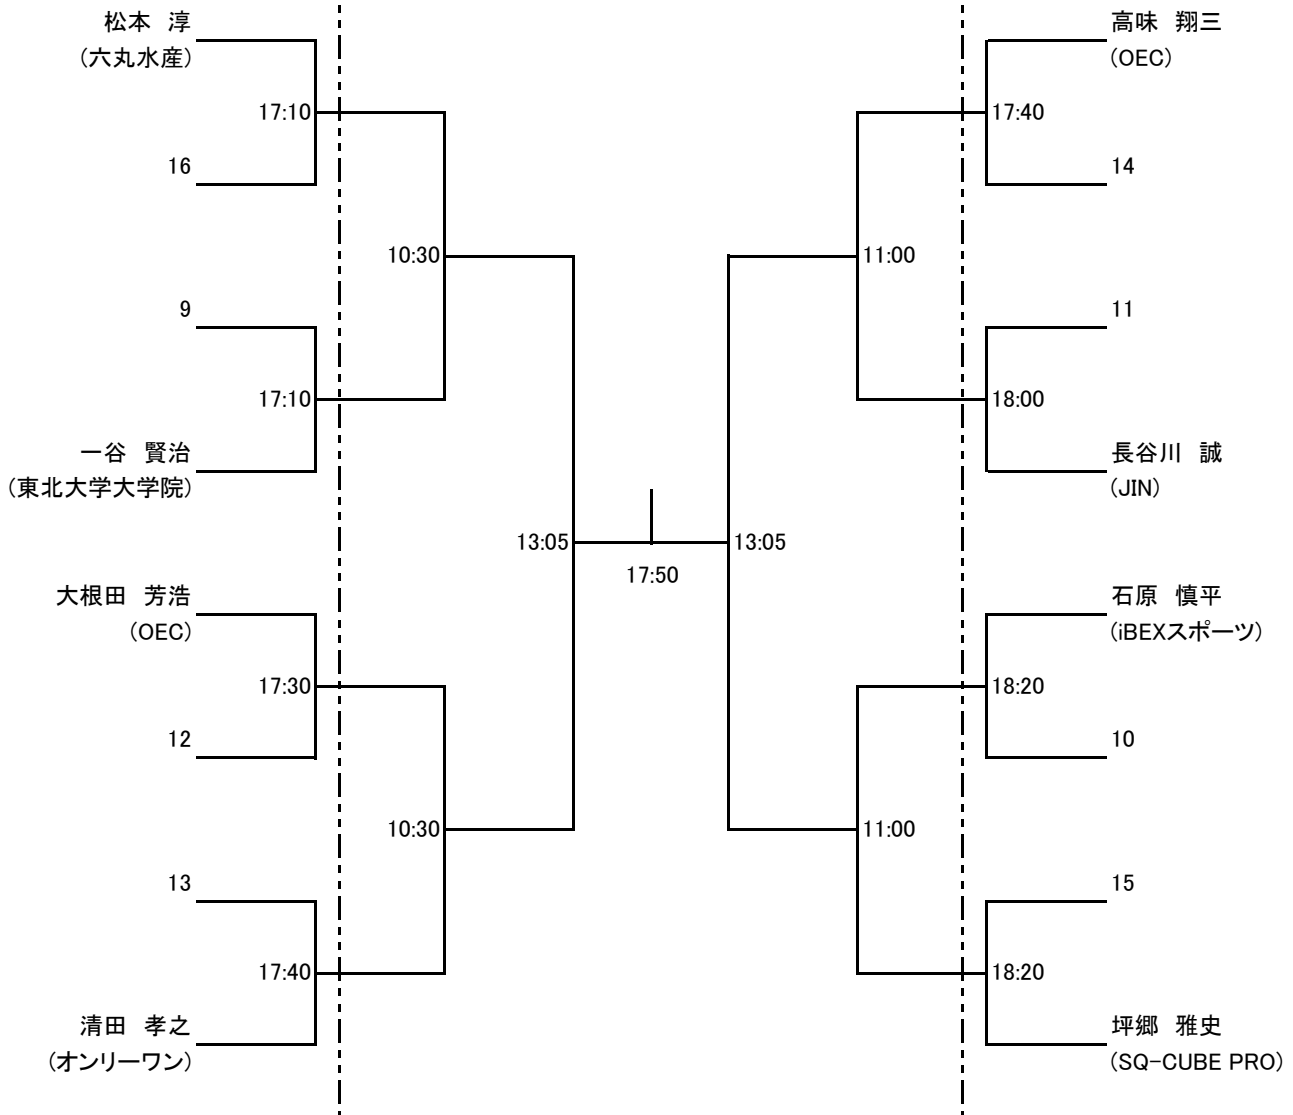 松本　淳
(六丸水産)
17:10
16
10:30
9
17:10
一谷　賢治
(東北大学大学院)
13:05
大根田　芳浩
(OEC)
17:30
12
10:30
13
17:40
清田　孝之
(オンリーワン)
17:50
高味　翔三
(OEC)
17:40
14
11:00
11
18:00
長谷川　誠
(JIN)
13:05
石原　慎平
(iBEXスポーツ)
18:20
10
11:00
15
18:20
坪郷　雅史
(SQ-CUBE PRO)